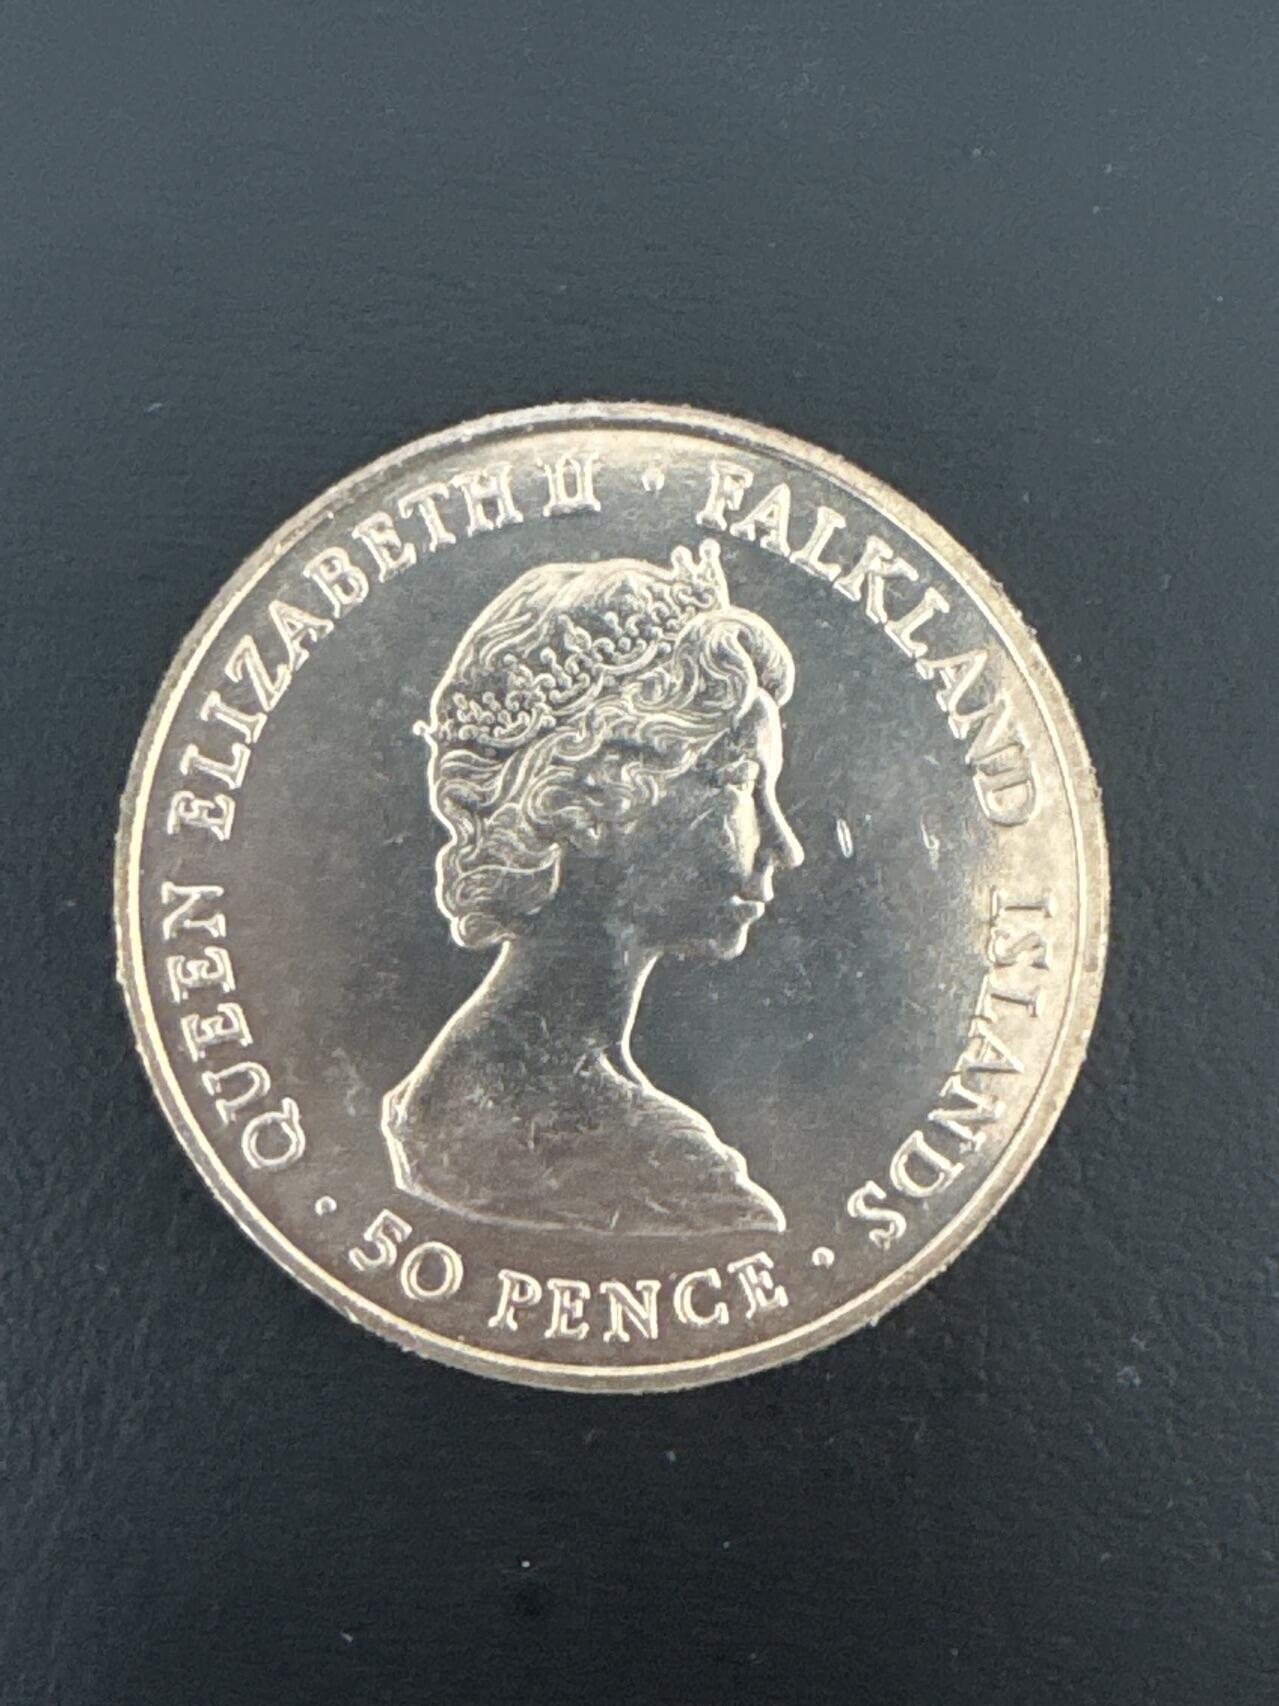 QUEEN ELIZABETH II · FALKLAND ISLANDS ·
50 PENCE ·